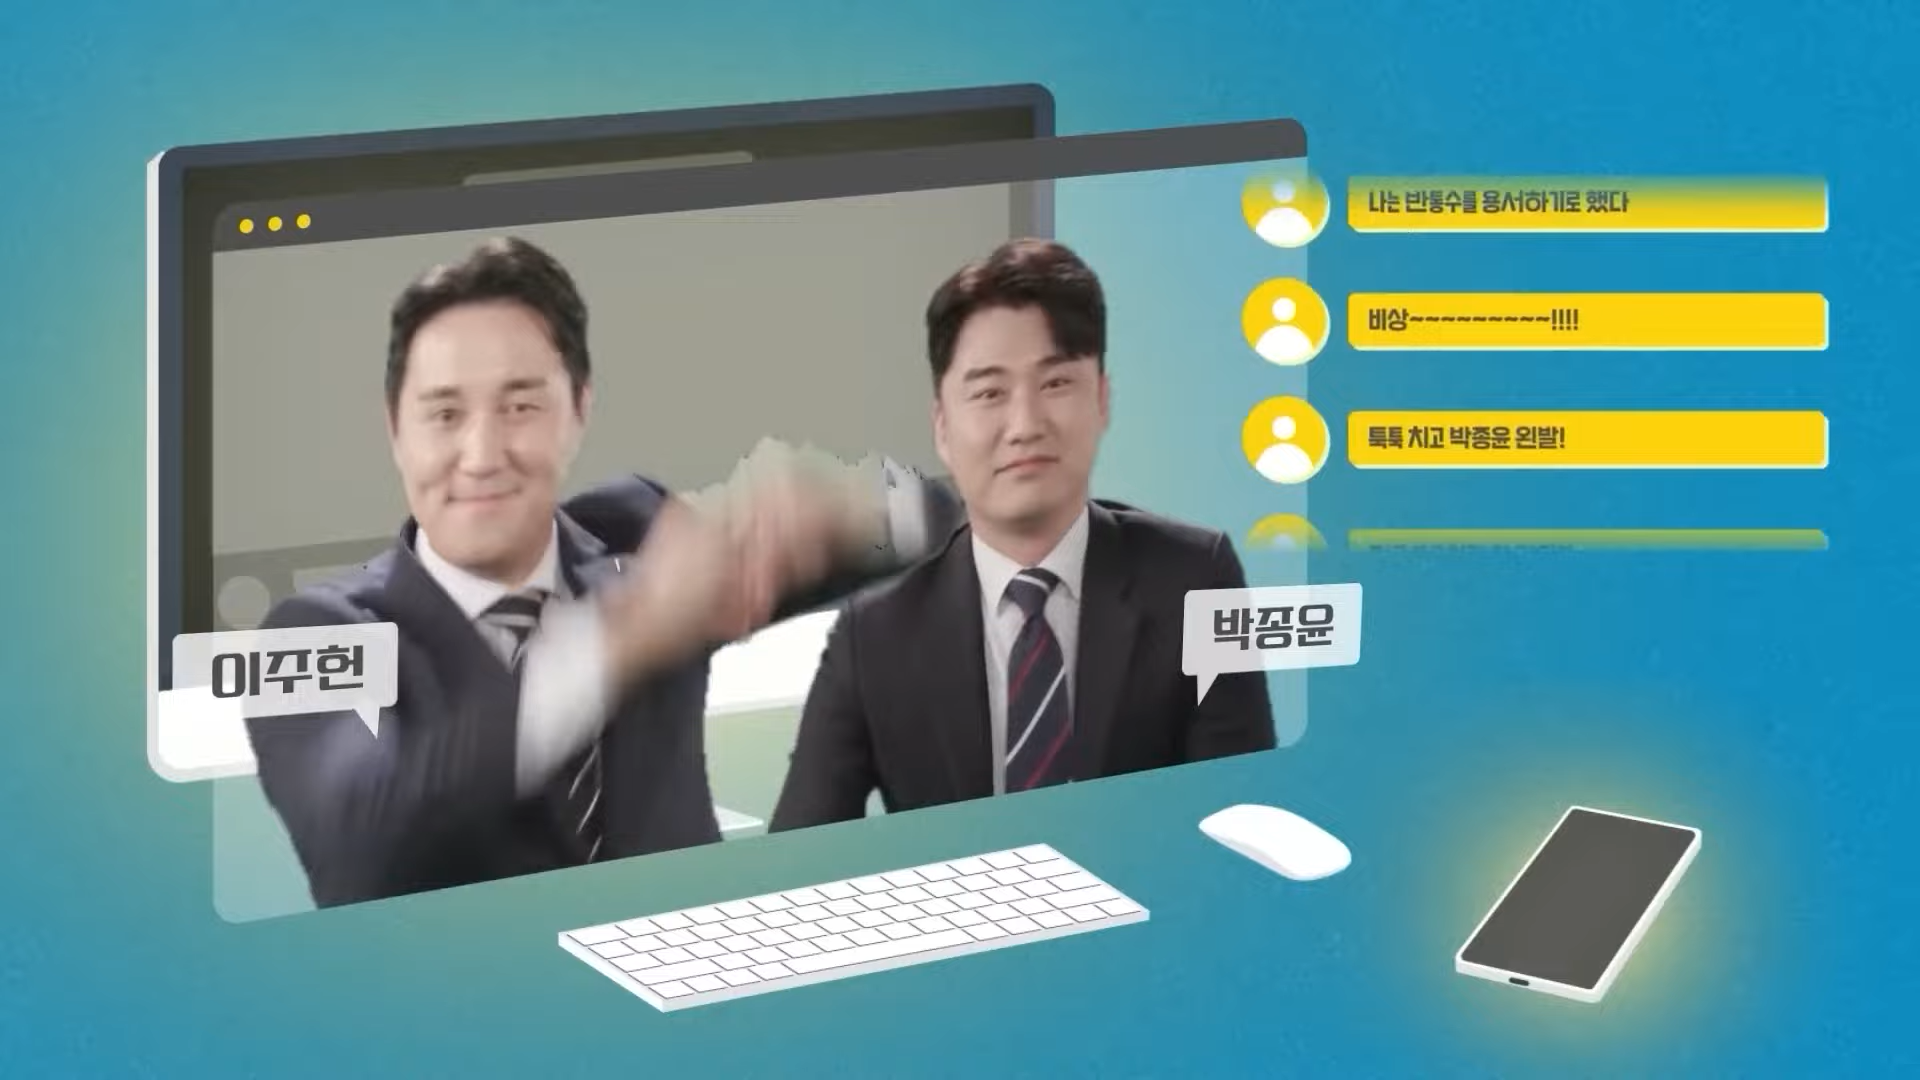 나는 반통수를 용서하기로 했다
비상~~~~~~~~~!!!!
툭툭 치고 박종윤 왼발!
이주헌
박종윤